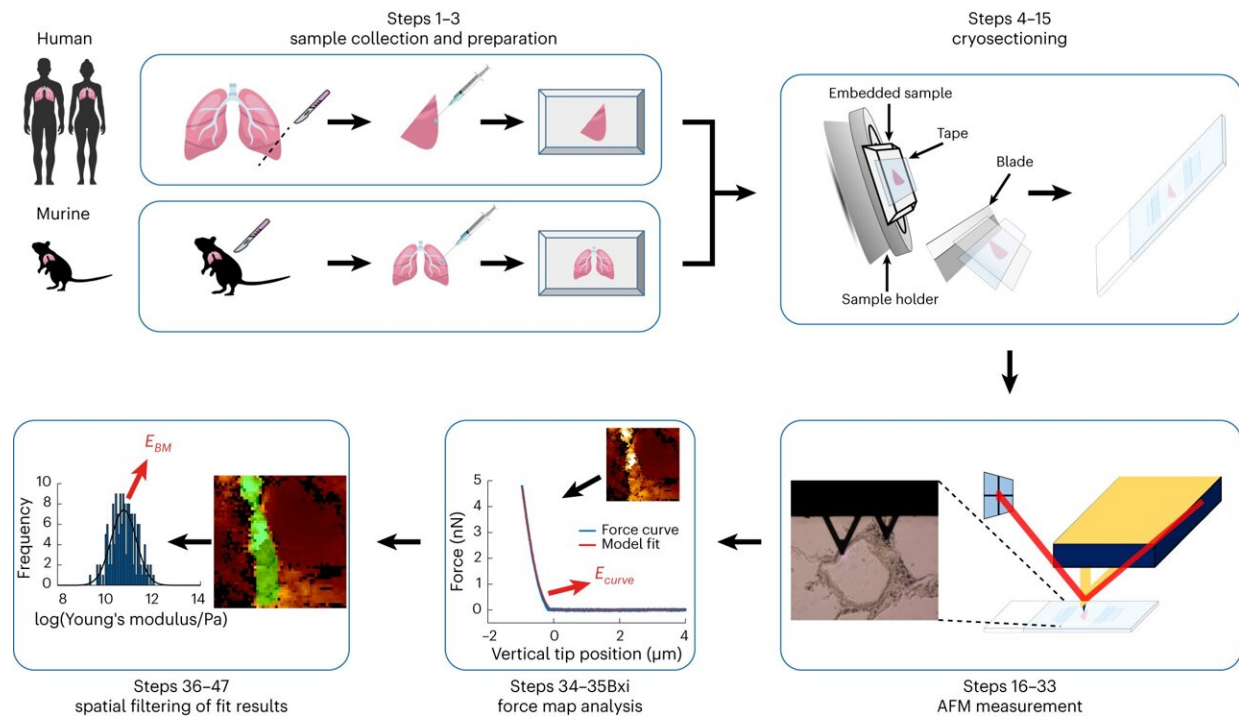 Steps 1–3
sample collection and preparation
Human
Murine
Steps 4–15
cryosectioning
Embedded sample
Tape
Blade
Sample holder
E_BM
10
8
6
4
2
0
Frequency
8 10 12 14
log(Young's modulus/Pa)
Steps 36–47
spatial filtering of fit results
5
4
3
2
1
0
Force (nN)
Force curve
Model fit
E_curve
−2 0 2 4
Vertical tip position (µm)
Steps 34–35Bxi
force map analysis
Steps 16–33
AFM measurement